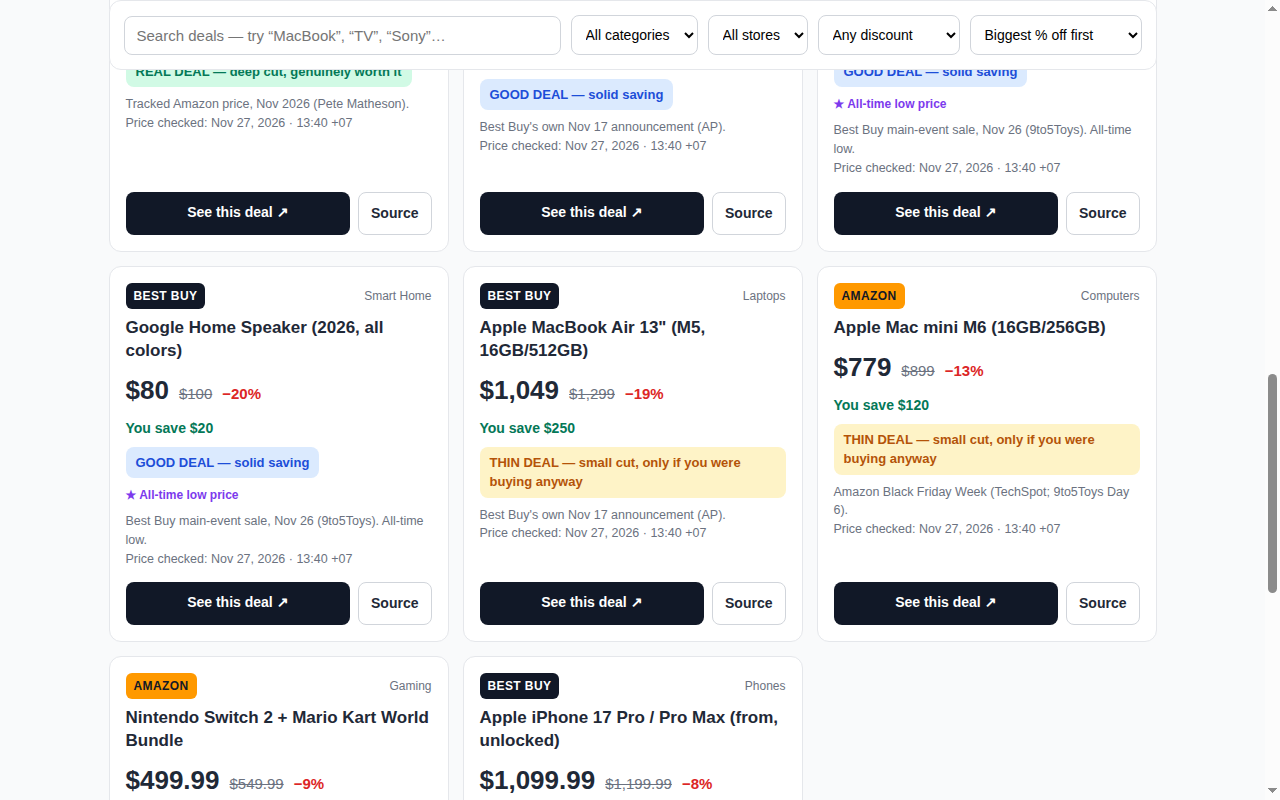 Search deals — try “MacBook”, “TV”, “Sony”…
All categories
All stores
Any discount
Biggest % off first
REAL DEAL — deep cut, genuinely worth it
Tracked Amazon price, Nov 2026 (Pete Matheson).
Price checked: Nov 27, 2026 · 13:40 +07
See this deal ↗
Source
GOOD DEAL — solid saving
Best Buy's own Nov 17 announcement (AP).
Price checked: Nov 27, 2026 · 13:40 +07
See this deal ↗
Source
GOOD DEAL — solid saving
★ All-time low price
Best Buy main-event sale, Nov 26 (9to5Toys). All-time
low.
Price checked: Nov 27, 2026 · 13:40 +07
See this deal ↗
Source
BEST BUY
Smart Home
Google Home Speaker (2026, all
colors)
$80 $100 −20%
You save $20
GOOD DEAL — solid saving
★ All-time low price
Best Buy main-event sale, Nov 26 (9to5Toys). All-time
low.
Price checked: Nov 27, 2026 · 13:40 +07
See this deal ↗
Source
BEST BUY
Laptops
Apple MacBook Air 13" (M5,
16GB/512GB)
$1,049 $1,299 −19%
You save $250
THIN DEAL — small cut, only if you were
buying anyway
Best Buy's own Nov 17 announcement (AP).
Price checked: Nov 27, 2026 · 13:40 +07
See this deal ↗
Source
AMAZON
Computers
Apple Mac mini M6 (16GB/256GB)
$779 $899 −13%
You save $120
THIN DEAL — small cut, only if you were
buying anyway
Amazon Black Friday Week (TechSpot; 9to5Toys Day
6).
Price checked: Nov 27, 2026 · 13:40 +07
See this deal ↗
Source
AMAZON
Gaming
Nintendo Switch 2 + Mario Kart World
Bundle
$499.99 $549.99 −9%
BEST BUY
Phones
Apple iPhone 17 Pro / Pro Max (from,
unlocked)
$1,099.99 $1,199.99 −8%